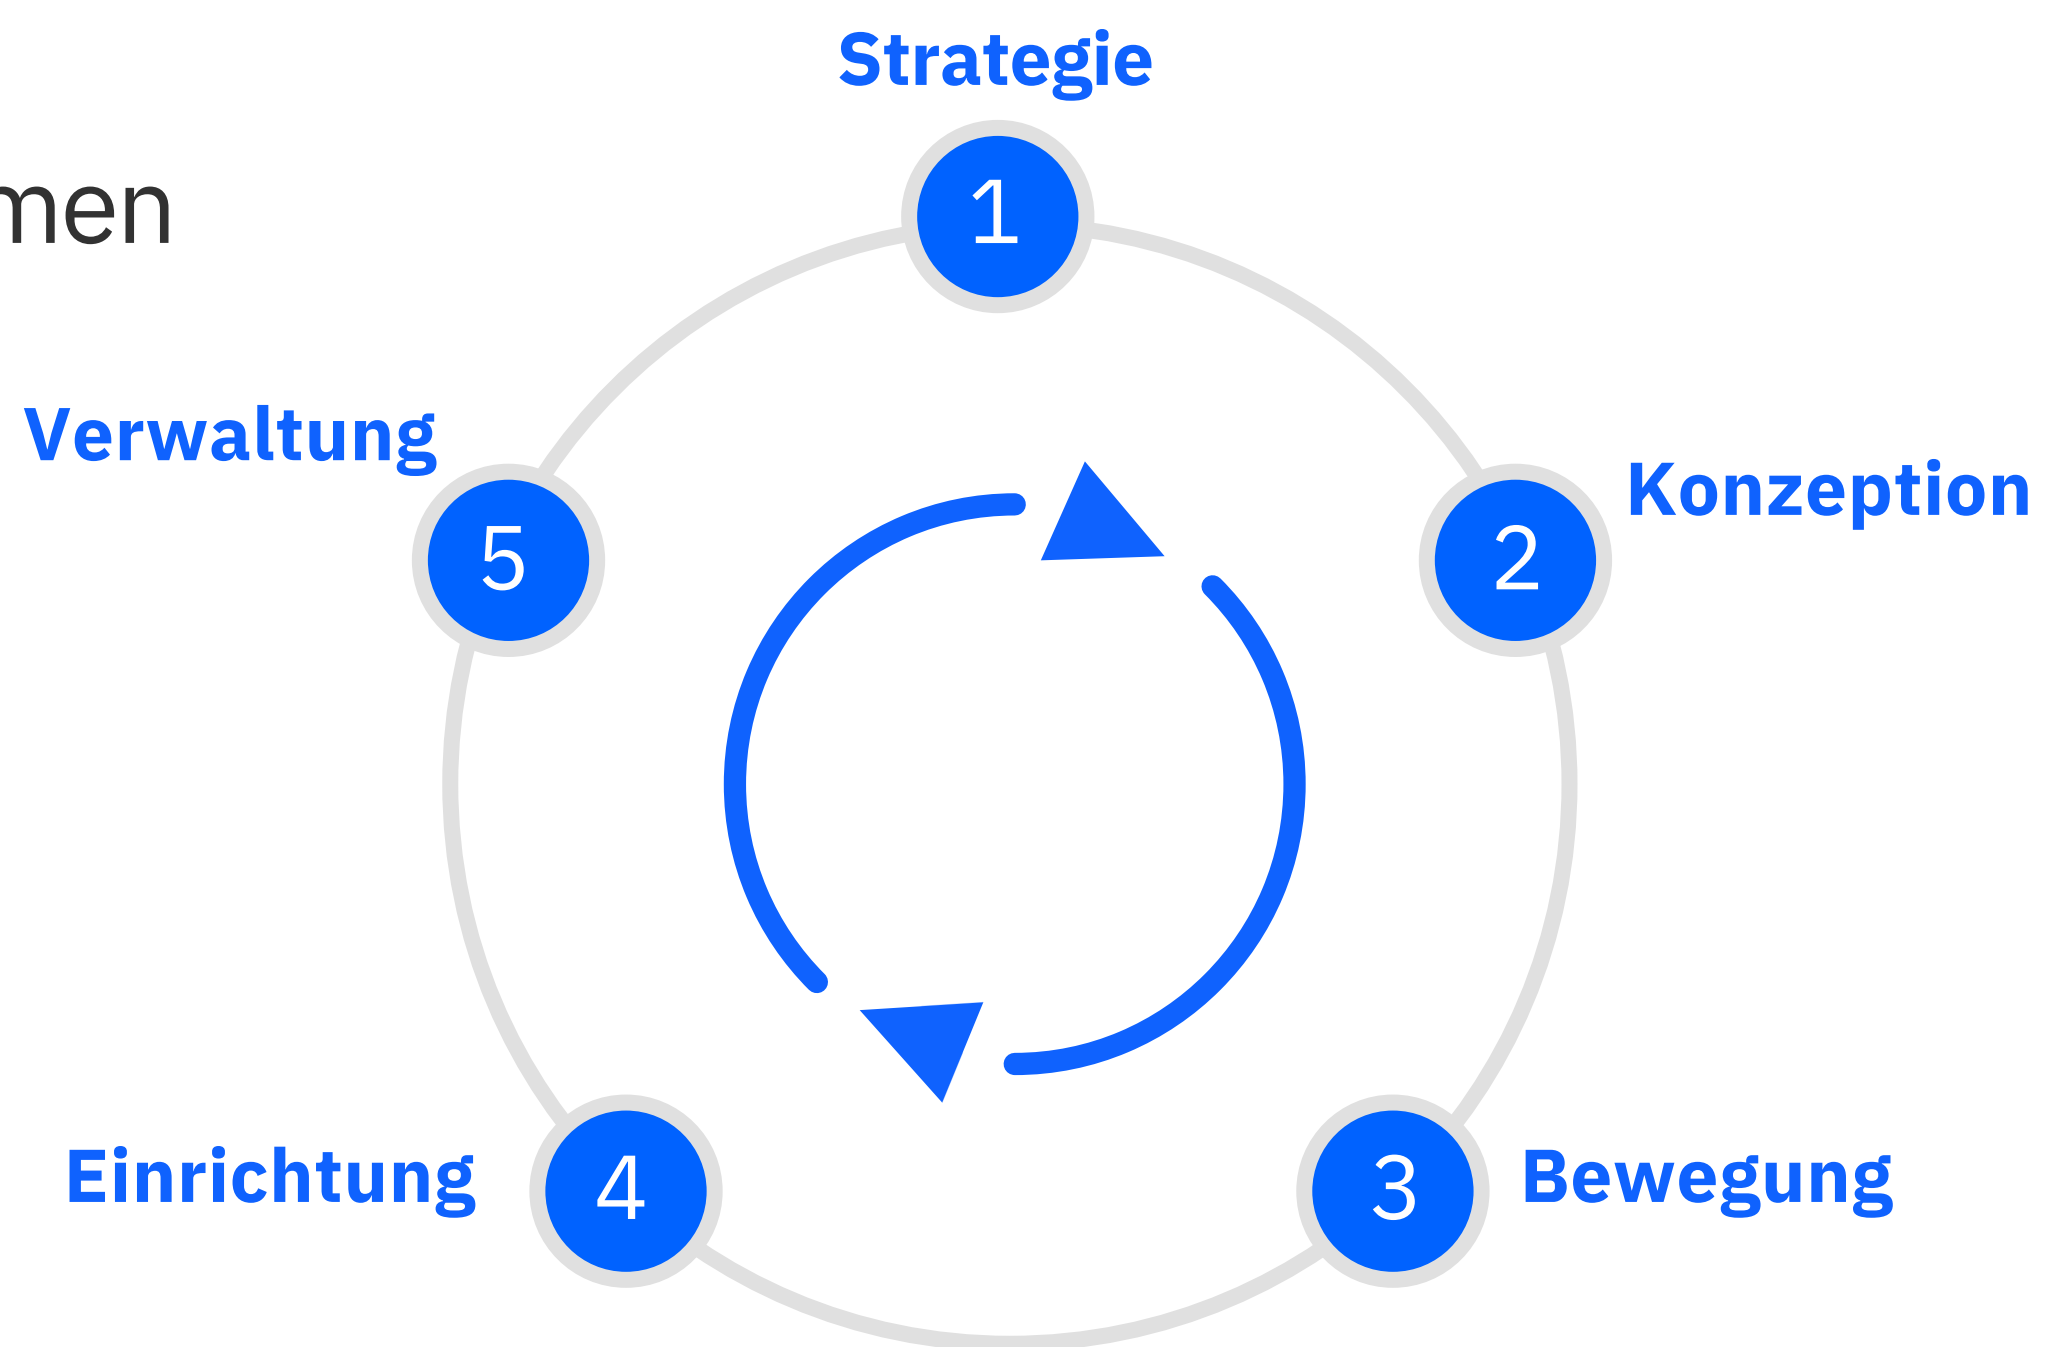 Strategie
1
men
Verwaltung
5
2
Konzeption
Einrichtung
4
3
Bewegung